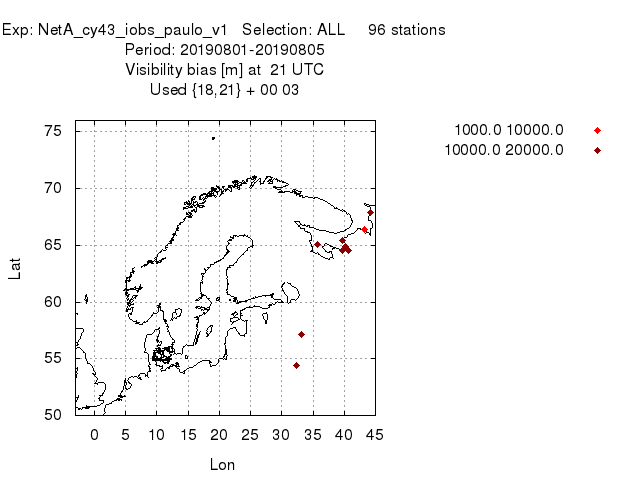 Exp: NetA_cy43_iobs_paulo_v1   Selection: ALL     96 stations
Period: 20190801-20190805
Visibility bias [m] at  21 UTC
Used {18,21} + 00 03
1000.0 10000.0
10000.0 20000.0
75
70
65
60
55
50
Lat
0 5 10 15 20 25 30 35 40 45
Lon